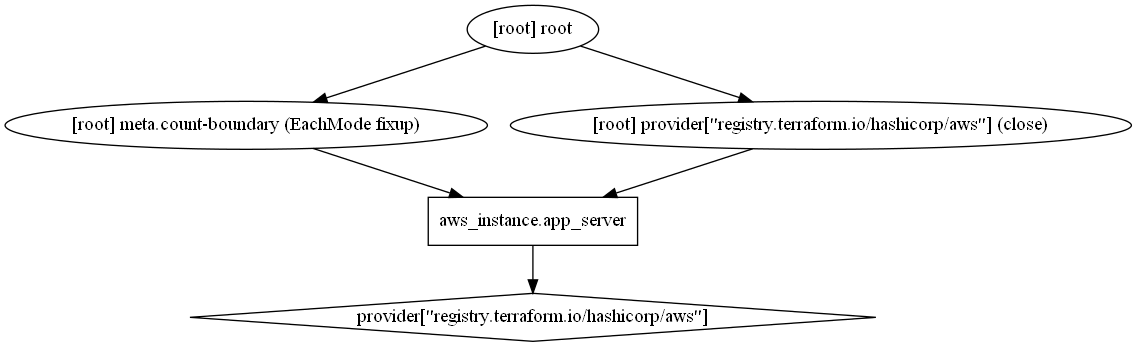 [root] root
[root] meta.count-boundary (EachMode fixup)
[root] provider["registry.terraform.io/hashicorp/aws"] (close)
aws_instance.app_server
provider["registry.terraform.io/hashicorp/aws"]